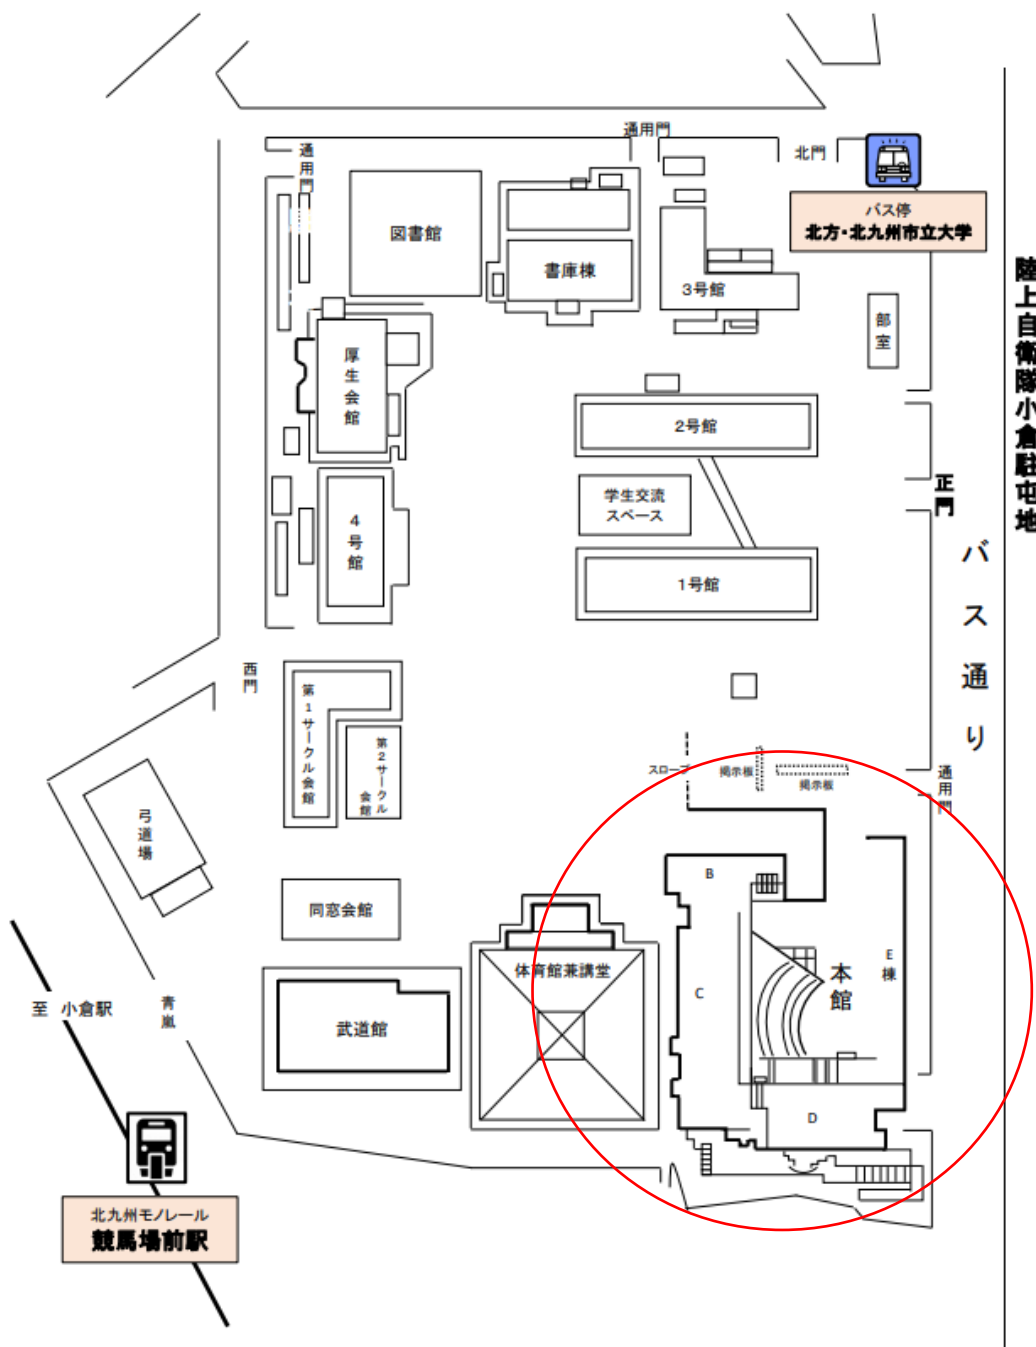 通用門
通用門
北門
バス停
北方・北九州市立大学
図書館
書庫棟
3号館
部室
陸上自衛隊小倉駐屯地
厚生会館
2号館
正門
学生交流
スペース
4号館
1号館
バス通り
西門
第1サークル会館
第2サークル
会館
スロープ
掲示板
掲示板
通用門
弓道場
B
同窓会館
E棟
体育館兼講堂
本館
C
至 小倉駅
青嵐
武道館
D
北九州モノレール
競馬場前駅